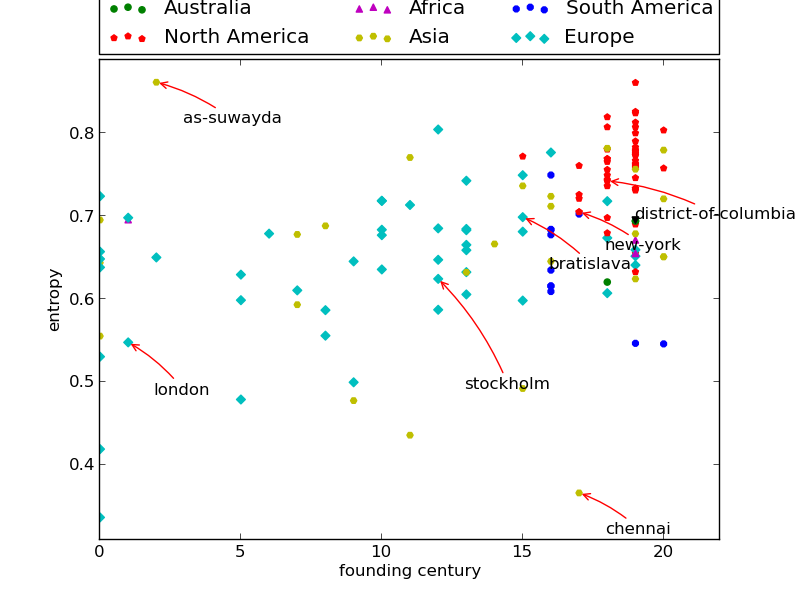 Australia Africa South America
North America Asia Europe
as-suwayda
0.8
district-of-columbia
0.7
new-york
bratislava
0.6
entropy
stockholm
london
0.5
0.4
chennai
0 5 10 15 20
founding century